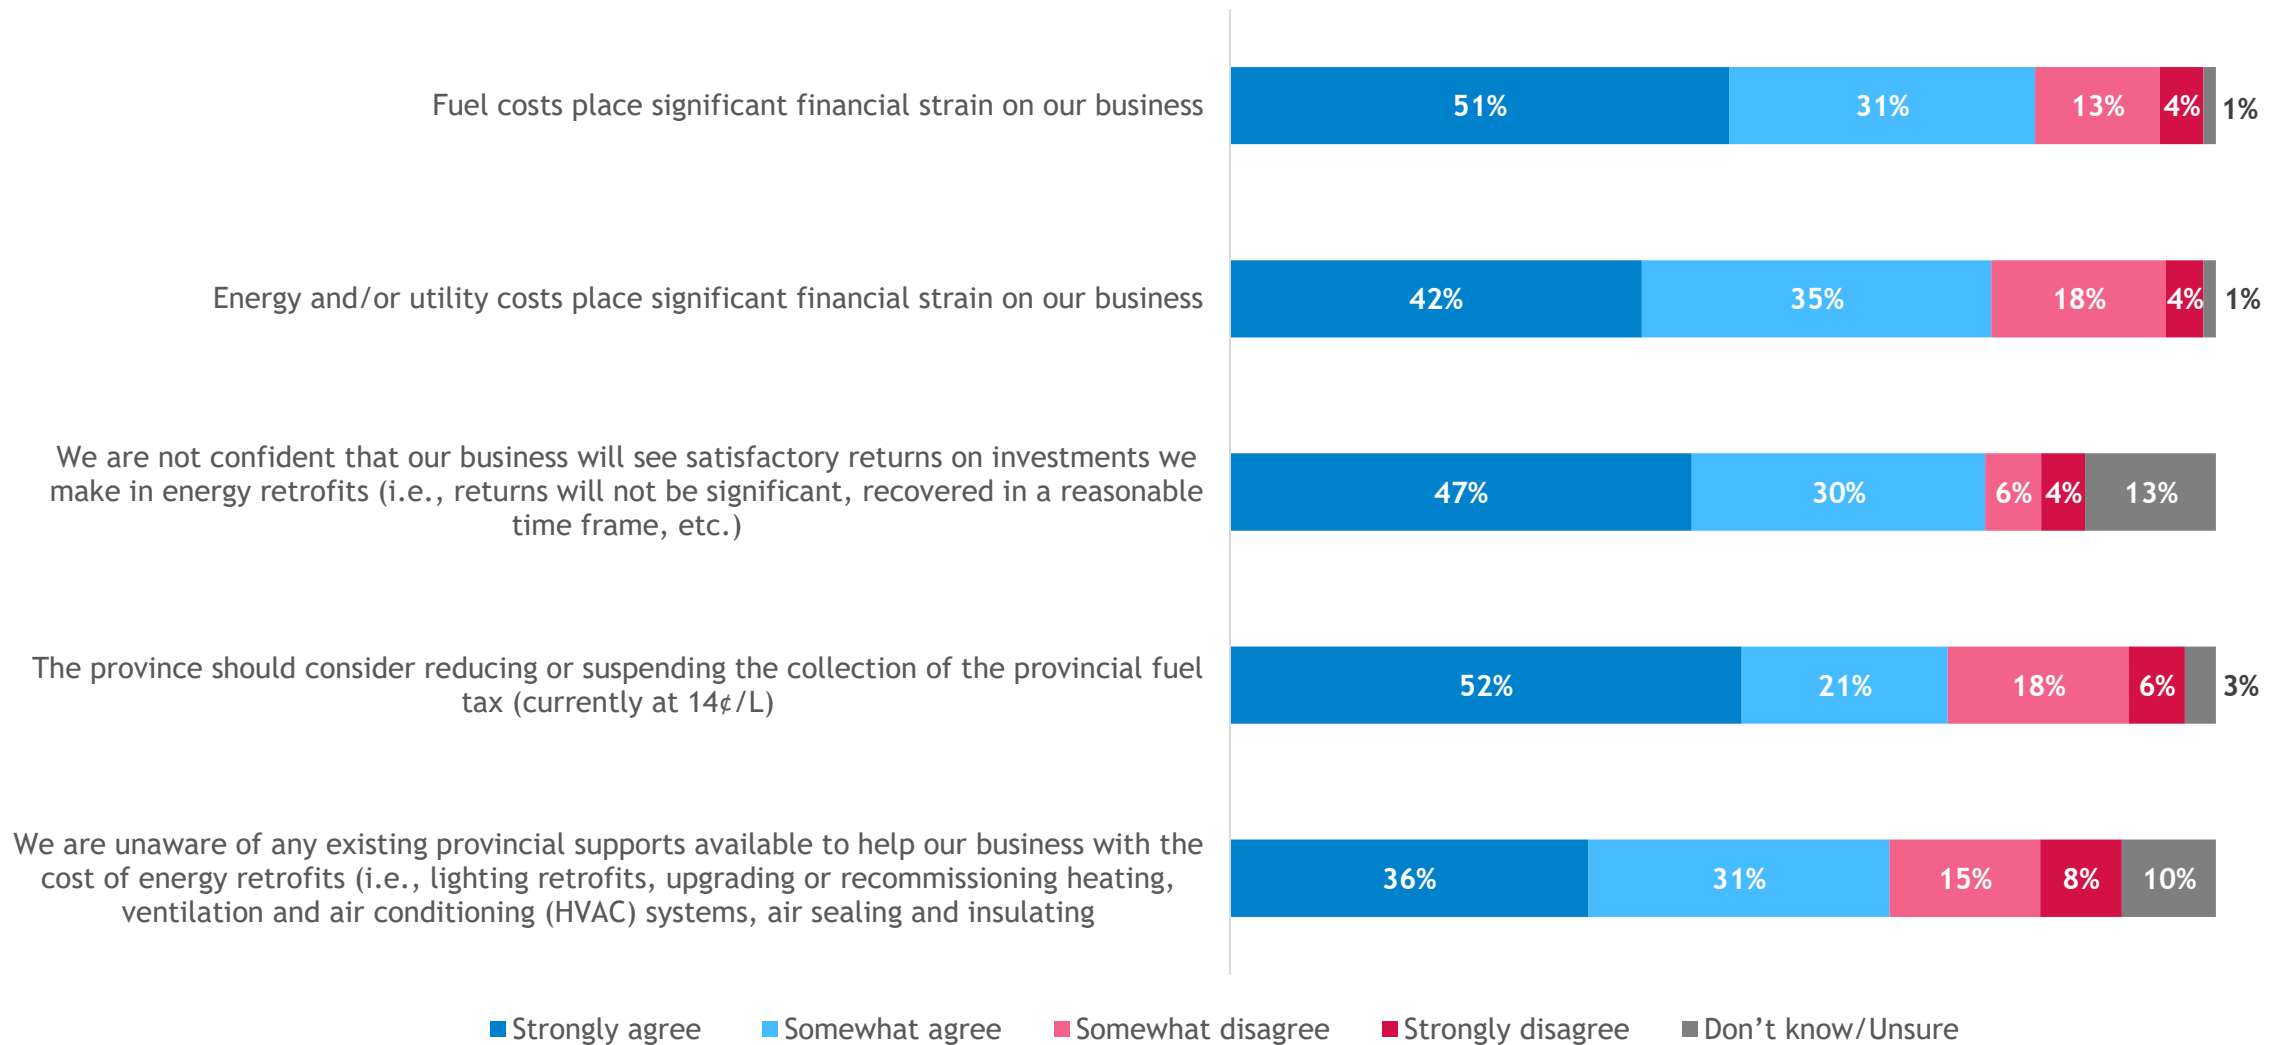 Fuel costs place significant financial strain on our business
51% 31% 13% 4% 1%
Energy and/or utility costs place significant financial strain on our business
42% 35% 18% 4% 1%
We are not confident that our business will see satisfactory returns on investments we
make in energy retrofits (i.e., returns will not be significant, recovered in a reasonable
time frame, etc.)
47% 30% 6% 4% 13%
The province should consider reducing or suspending the collection of the provincial fuel
tax (currently at 14¢/L)
52% 21% 18% 6% 3%
We are unaware of any existing provincial supports available to help our business with the
cost of energy retrofits (i.e., lighting retrofits, upgrading or recommissioning heating,
ventilation and air conditioning (HVAC) systems, air sealing and insulating
36% 31% 15% 8% 10%
Strongly agree Somewhat agree Somewhat disagree Strongly disagree Don’t know/Unsure